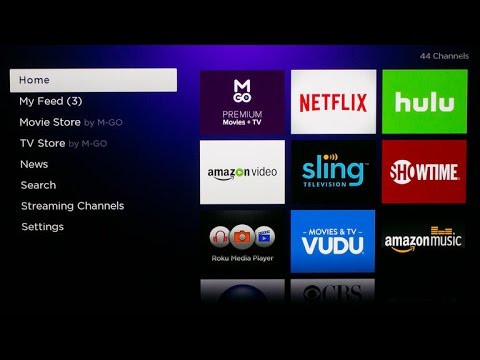 44 Channels
Home
My Feed (3)
Movie Store by M-GO
TV Store by M-GO
News
Search
Streaming Channels
Settings
M
GO
PREMIUM
Movies + TV
NETFLIX
hulu
amazon video
sling
TELEVISION
SHOWTIME
Roku Media Player
MOVIES & TV
VUDU
amazonmusic
CBS